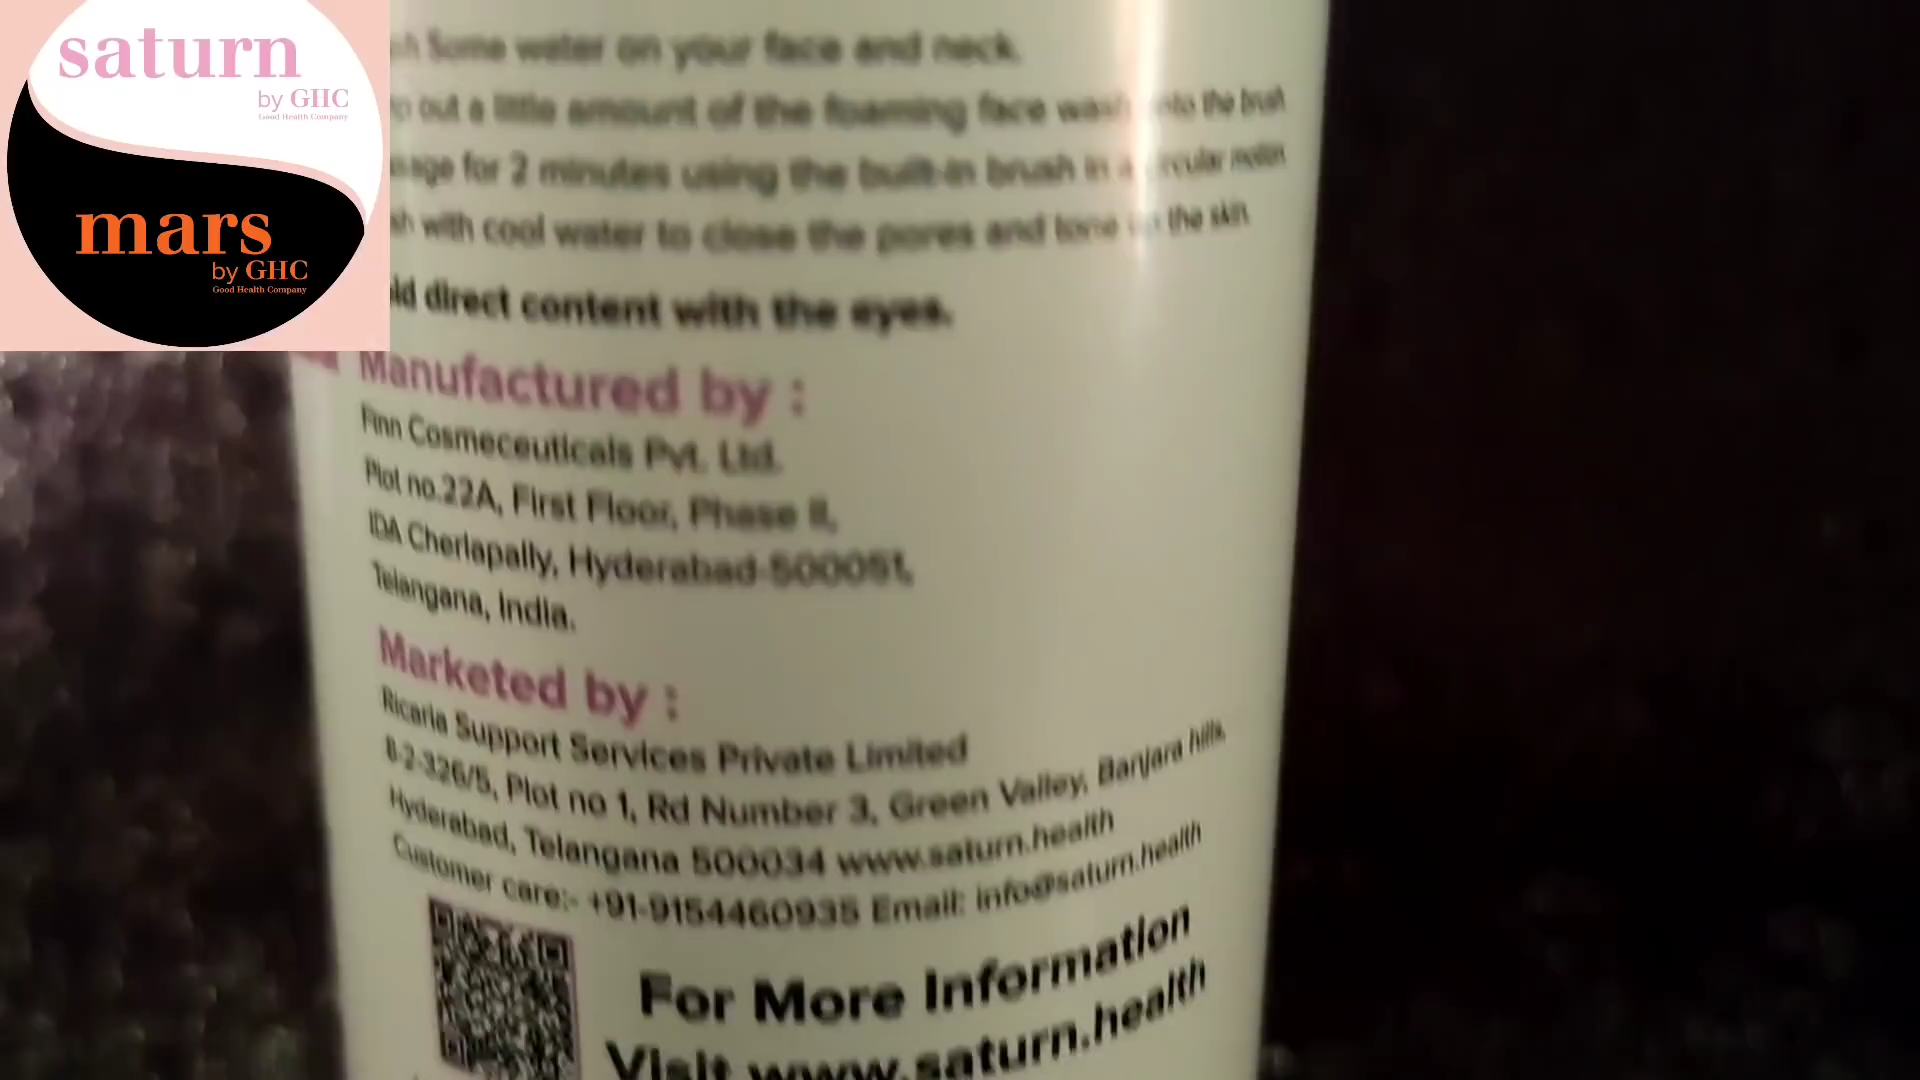 saturn
by GHC
Good Health Company
mars
by GHC
Good Health Company
Some water on your face and neck.
out a little amount of the foaming face wash onto the brush
for 2 minutes using the built-in brush in a circular motion
with cool water to close the pores and tone up the skin
direct content with the eyes.
Manufactured by :
Finn Cosmeceuticals Pvt. Ltd.
Plot no.22A, First Floor, Phase II,
IDA Cherlapally, Hyderabad-500051,
Telangana, India.
Marketed by :
Ricaria Support Services Private Limited
8-2-326/5, Plot no 1, Rd Number 3, Green Valley, Banjara hills,
Hyderabad, Telangana 500034 www.saturn.health
Customer care:- +91-9154460935 Email: info@saturn.health
For More Information
Visit www.saturn.health